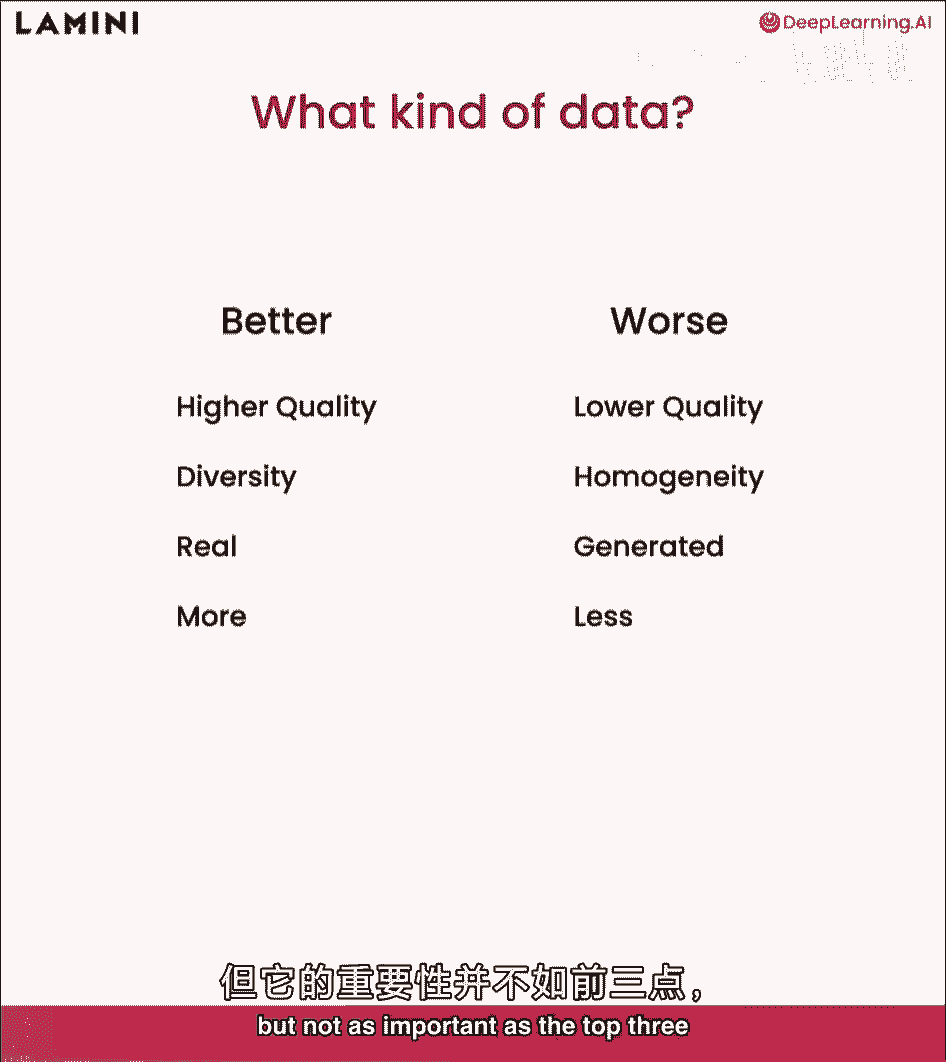 LAMINI
DeepLearning.AI
What kind of data?
Better
Worse
Higher Quality
Lower Quality
Diversity
Homogeneity
Real
Generated
More
Less
但它的重要性并不如前三点，
but not as important as the top three